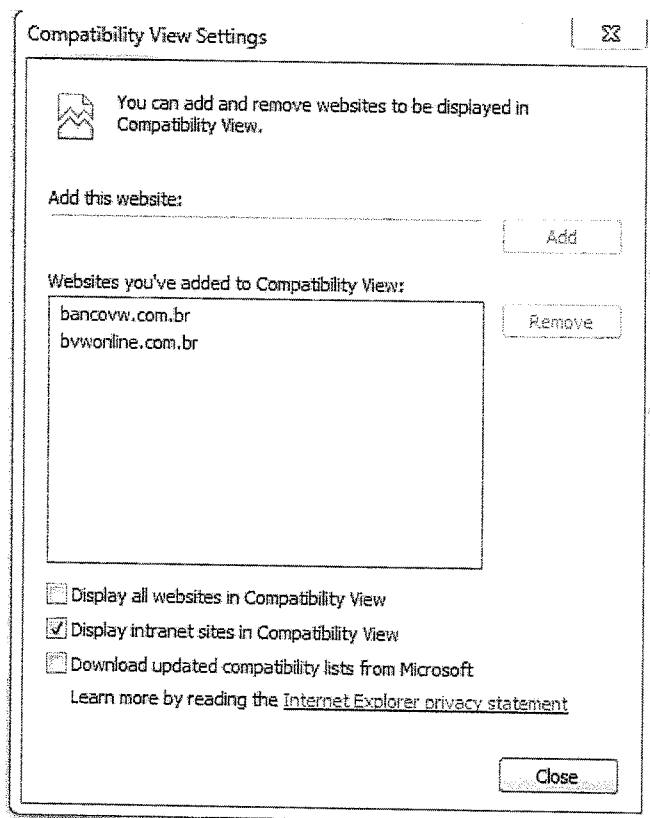 Compatibility View Settings
You can add and remove websites to be displayed in
Compatibility View.
Add this website:
Add
Websites you've added to Compatibility View:
bancovw.com.br
bvwonline.com.br
Remove
Display all websites in Compatibility View
Display intranet sites in Compatibility View
Download updated compatibility lists from Microsoft
Learn more by reading the Internet Explorer privacy statement
Close